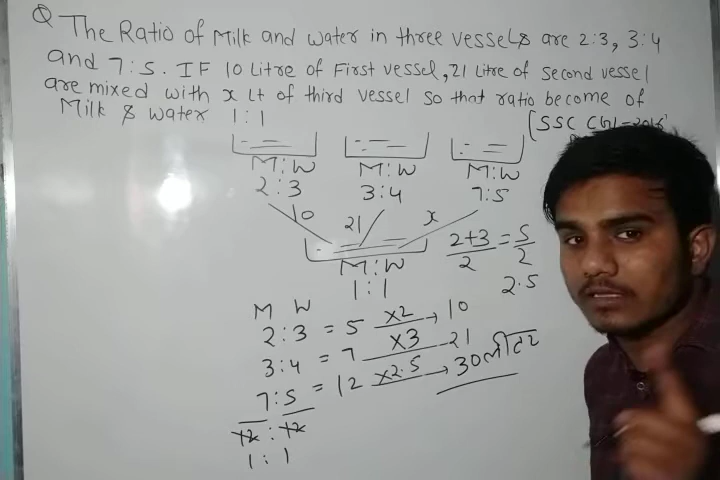 Q The Ratio of Milk and water in three vessels are 2:3, 3:4
and 7:5. IF 10 Litre of First vessel, 21 Litre of second vessel
are mixed with x Lt of third vessel so that ratio become of
Milk & water 1:1
[SSC CGL-2016
M:W M:W M:W
2:3 3:4 7:5
10 21 x
M:W
1:1
2+3/2 = 5/2
2.5
M W
2:3 = 5 ×2→ 10
3:4 = 7 ×3 21
7:5 = 12 ×2.5→ 30 लीटर
12 : 12
1 : 1